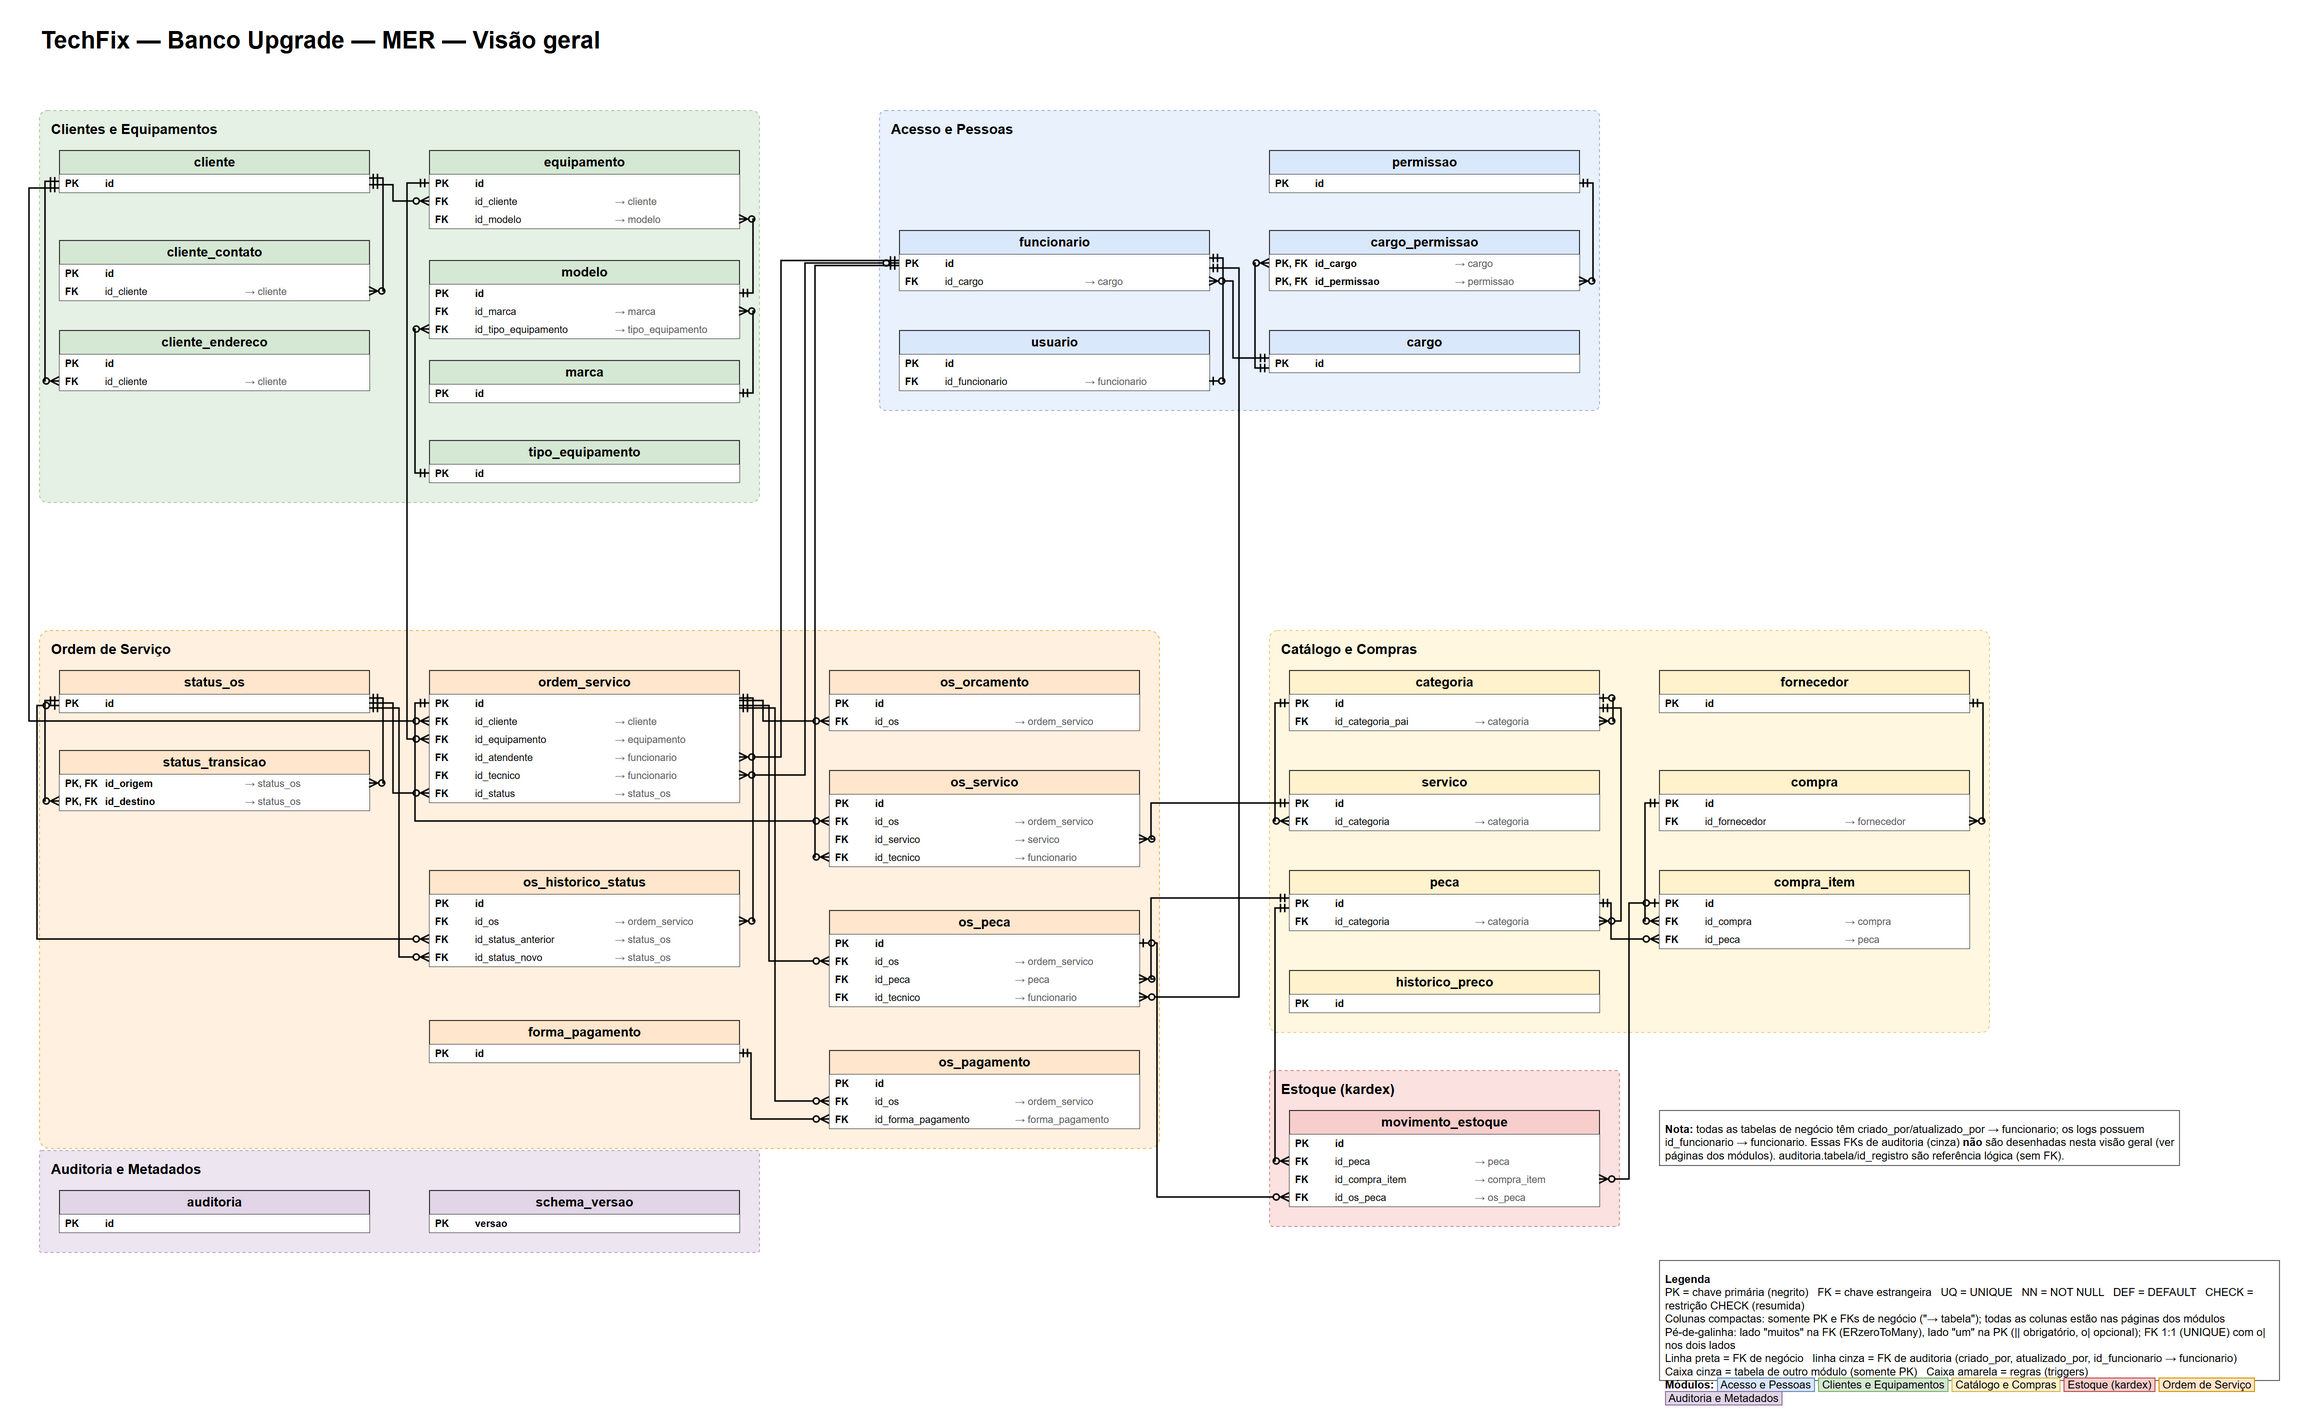 TechFix — Banco Upgrade — MER — Visão geral
Clientes e Equipamentos
cliente
PK id
cliente_contato
PK id
FK id_cliente → cliente
cliente_endereco
PK id
FK id_cliente → cliente
equipamento
PK id
FK id_cliente → cliente
FK id_modelo → modelo
modelo
PK id
FK id_marca → marca
FK id_tipo_equipamento → tipo_equipamento
marca
PK id
tipo_equipamento
PK id
Acesso e Pessoas
funcionario
PK id
FK id_cargo → cargo
usuario
PK id
FK id_funcionario → funcionario
permissao
PK id
cargo_permissao
PK, FK id_cargo → cargo
PK, FK id_permissao → permissao
cargo
PK id
Ordem de Serviço
status_os
PK id
status_transicao
PK, FK id_origem → status_os
PK, FK id_destino → status_os
ordem_servico
PK id
FK id_cliente → cliente
FK id_equipamento → equipamento
FK id_atendente → funcionario
FK id_tecnico → funcionario
FK id_status → status_os
os_historico_status
PK id
FK id_os → ordem_servico
FK id_status_anterior → status_os
FK id_status_novo → status_os
forma_pagamento
PK id
os_orcamento
PK id
FK id_os → ordem_servico
os_servico
PK id
FK id_os → ordem_servico
FK id_servico → servico
FK id_tecnico → funcionario
os_peca
PK id
FK id_os → ordem_servico
FK id_peca → peca
FK id_tecnico → funcionario
os_pagamento
PK id
FK id_os → ordem_servico
FK id_forma_pagamento → forma_pagamento
Catálogo e Compras
categoria
PK id
FK id_categoria_pai → categoria
servico
PK id
FK id_categoria → categoria
peca
PK id
FK id_categoria → categoria
historico_preco
PK id
fornecedor
PK id
compra
PK id
FK id_fornecedor → fornecedor
compra_item
PK id
FK id_compra → compra
FK id_peca → peca
Estoque (kardex)
movimento_estoque
PK id
FK id_peca → peca
FK id_compra_item → compra_item
FK id_os_peca → os_peca
Auditoria e Metadados
auditoria
PK id
schema_versao
PK versao
Nota: todas as tabelas de negócio têm criado_por/atualizado_por → funcionario; os logs possuem
id_funcionario → funcionario. Essas FKs de auditoria (cinza) não são desenhadas nesta visão geral (ver
páginas dos módulos). auditoria.tabela/id_registro são referência lógica (sem FK).
Legenda
PK = chave primária (negrito) FK = chave estrangeira UQ = UNIQUE NN = NOT NULL DEF = DEFAULT CHECK =
restrição CHECK (resumida)
Colunas compactas: somente PK e FKs de negócio ("→ tabela"); todas as colunas estão nas páginas dos módulos
Pé-de-galinha: lado "muitos" na FK (ERzeroToMany), lado "um" na PK (|| obrigatório, o| opcional); FK 1:1 (UNIQUE) com o|
nos dois lados
Linha preta = FK de negócio linha cinza = FK de auditoria (criado_por, atualizado_por, id_funcionario → funcionario)
Caixa cinza = tabela de outro módulo (somente PK) Caixa amarela = regras (triggers)
Módulos: Acesso e Pessoas Clientes e Equipamentos Catálogo e Compras Estoque (kardex) Ordem de Serviço
Auditoria e Metadados